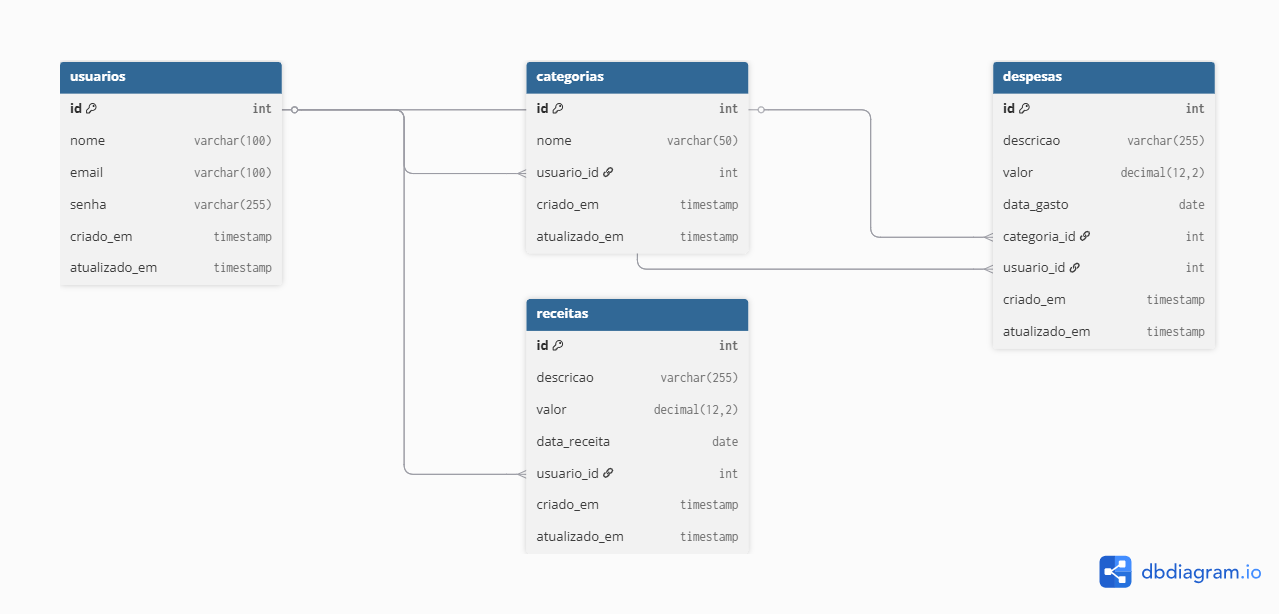 usuarios
id int
nome varchar(100)
email varchar(100)
senha varchar(255)
criado_em timestamp
atualizado_em timestamp
categorias
id int
nome varchar(50)
usuario_id int
criado_em timestamp
atualizado_em timestamp
despesas
id int
descricao varchar(255)
valor decimal(12,2)
data_gasto date
categoria_id int
usuario_id int
criado_em timestamp
atualizado_em timestamp
receitas
id int
descricao varchar(255)
valor decimal(12,2)
data_receita date
usuario_id int
criado_em timestamp
atualizado_em timestamp
dbdiagram.io